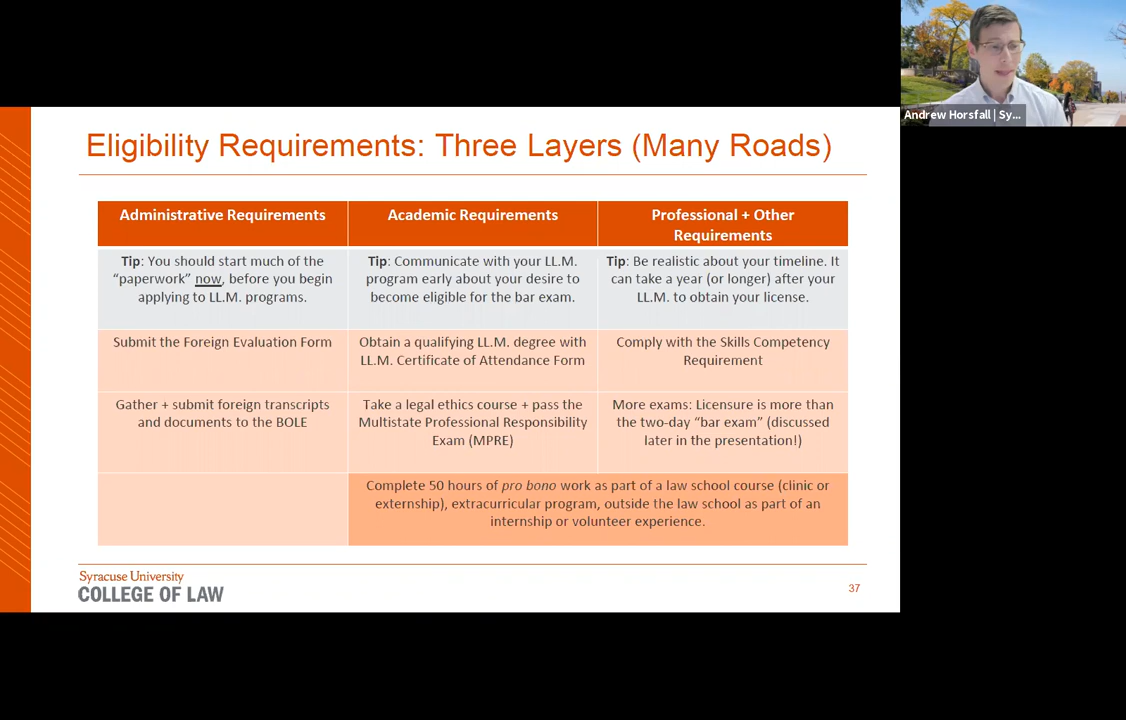 Andrew Horsfall | Sy...
Eligibility Requirements: Three Layers (Many Roads)
Administrative Requirements
Academic Requirements
Professional + Other
Requirements
Tip: You should start much of the
“paperwork” now, before you begin
applying to LL.M. programs.
Tip: Communicate with your LL.M.
program early about your desire to
become eligible for the bar exam.
Tip: Be realistic about your timeline. It
can take a year (or longer) after your
LL.M. to obtain your license.
Submit the Foreign Evaluation Form
Obtain a qualifying LL.M. degree with
LL.M. Certificate of Attendance Form
Comply with the Skills Competency
Requirement
Gather + submit foreign transcripts
and documents to the BOLE
Take a legal ethics course + pass the
Multistate Professional Responsibility
Exam (MPRE)
More exams: Licensure is more than
the two-day “bar exam” (discussed
later in the presentation!)
Complete 50 hours of pro bono work as part of a law school course (clinic or
externship), extracurricular program, outside the law school as part of an
internship or volunteer experience.
Syracuse University
COLLEGE OF LAW
37